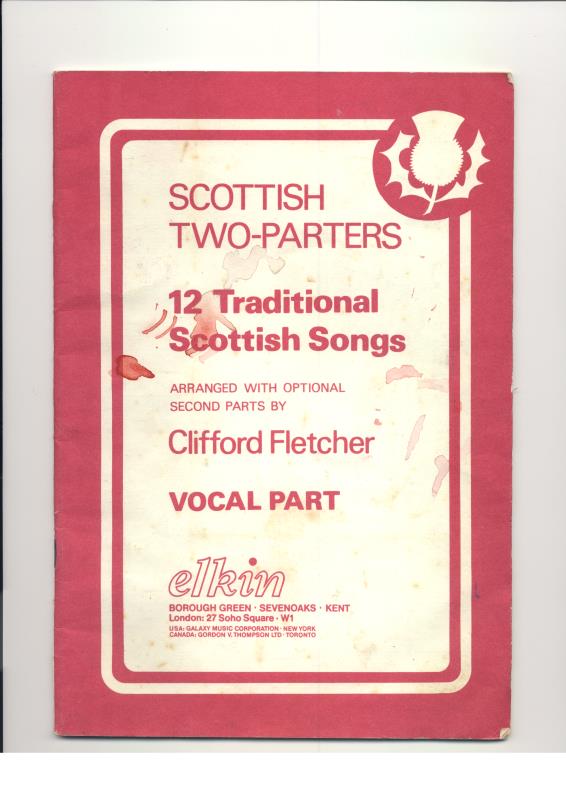 SCOTTISH
TWO-PARTERS
12 Traditional
Scottish Songs
ARRANGED WITH OPTIONAL
SECOND PARTS BY
Clifford Fletcher
VOCAL PART
elkin
BOROUGH GREEN · SEVENOAKS · KENT
London: 27 Soho Square · W1
USA: GALAXY MUSIC CORPORATION · NEW YORK
CANADA: GORDON V. THOMPSON LTD · TORONTO